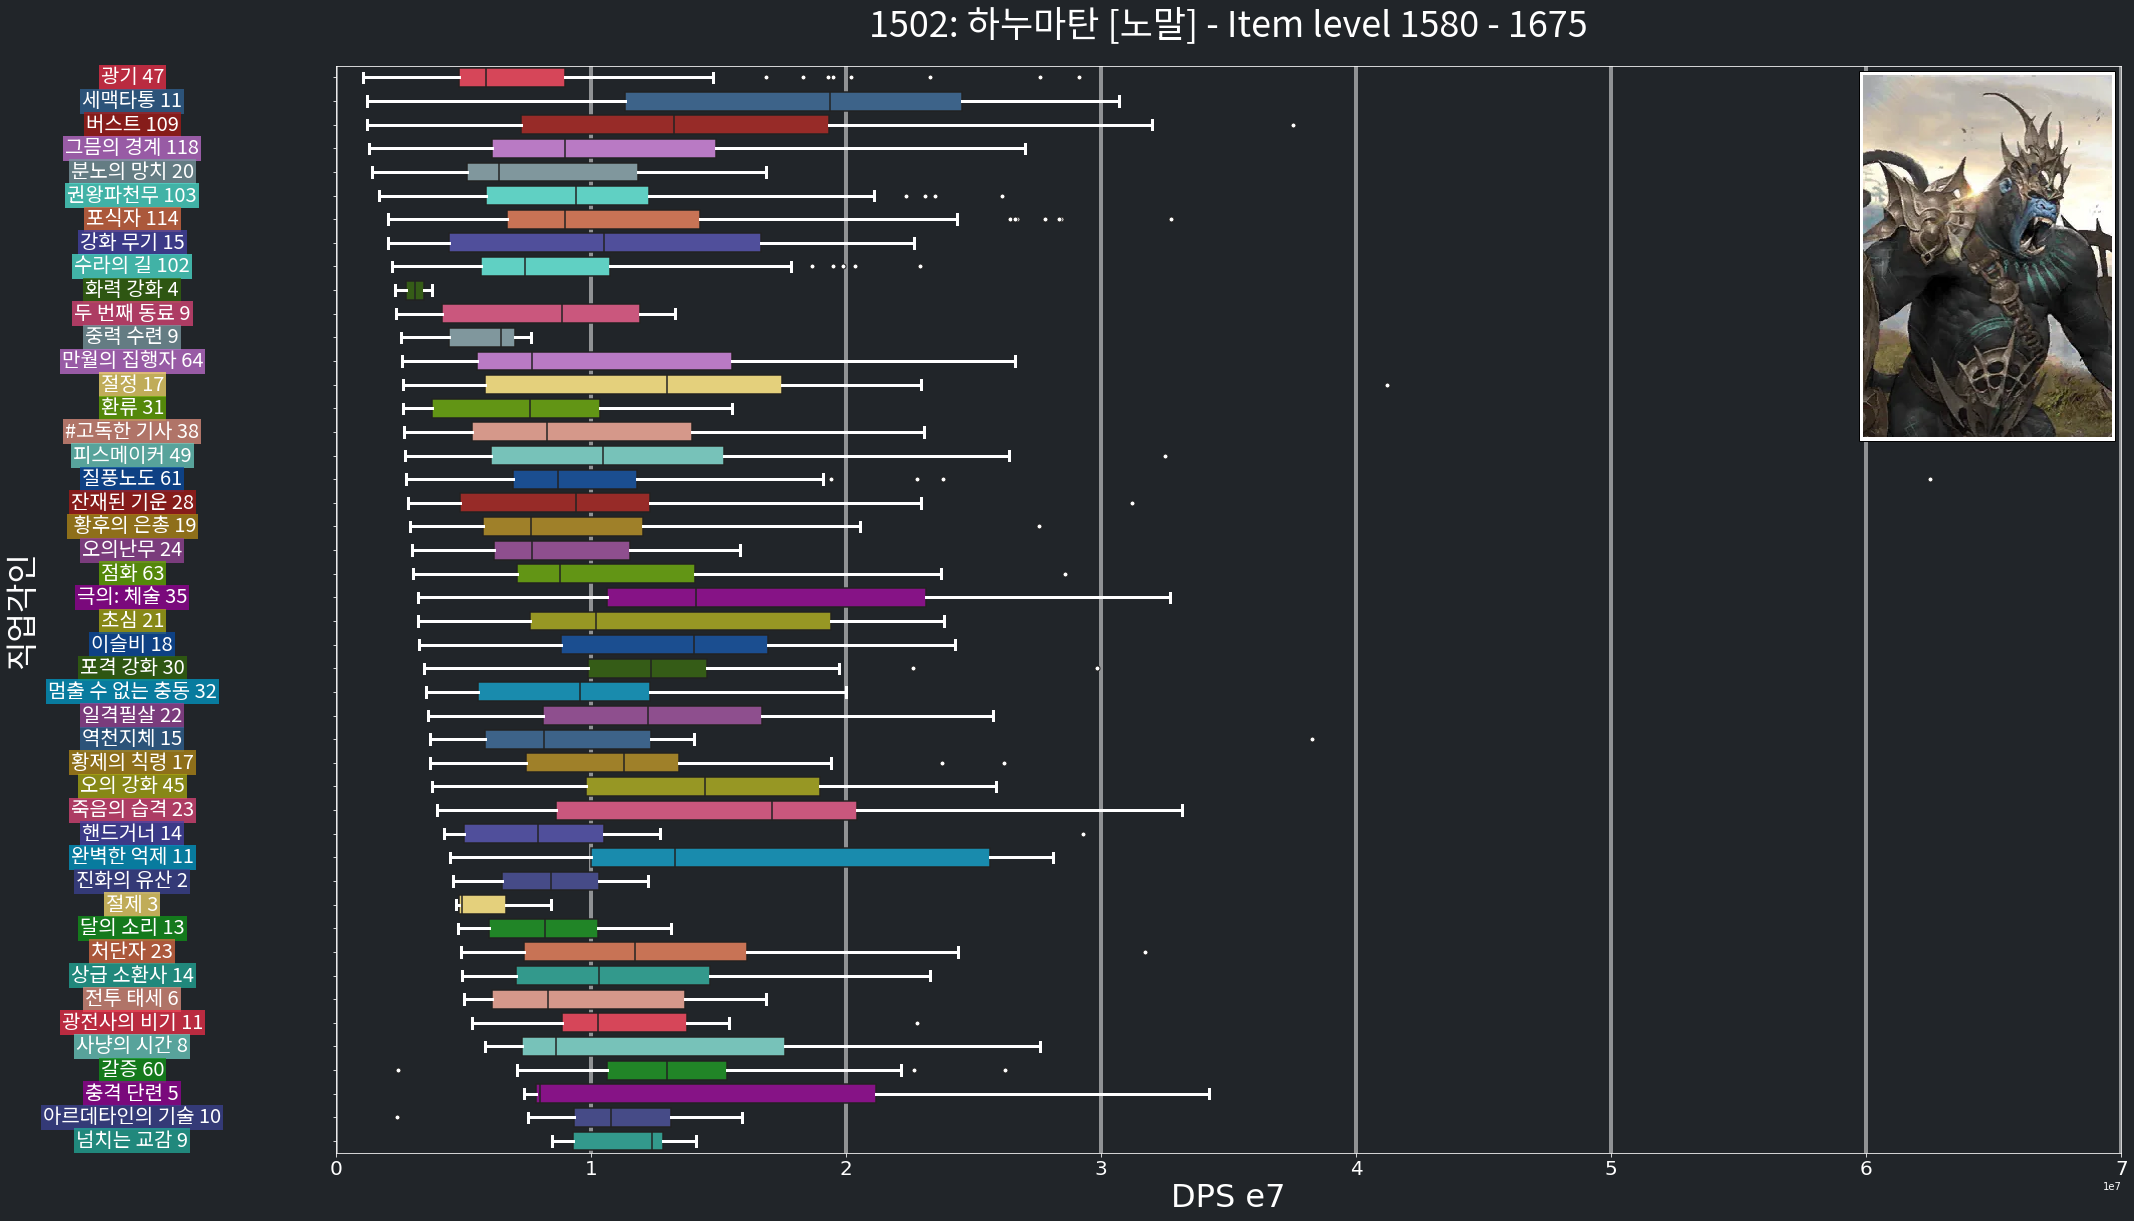 1502: 하누마탄 [노말] - Item level 1580 - 1675
광기 47
세맥타통 11
버스트 109
그믐의 경계 118
분노의 망치 20
권왕파천무 103
포식자 114
강화 무기 15
수라의 길 102
화력 강화 4
두 번째 동료 9
중력 수련 9
만월의 집행자 64
절정 17
환류 31
#고독한 기사 38
피스메이커 49
질풍노도 61
잔재된 기운 28
황후의 은총 19
오의난무 24
점화 63
극의: 체술 35
초심 21
이슬비 18
포격 강화 30
멈출 수 없는 충동 32
일격필살 22
역천지체 15
황제의 칙령 17
오의 강화 45
죽음의 습격 23
핸드거너 14
완벽한 억제 11
진화의 유산 2
절제 3
달의 소리 13
처단자 23
상급 소환사 14
전투 태세 6
광전사의 비기 11
사냥의 시간 8
갈증 60
충격 단련 5
아르데타인의 기술 10
넘치는 교감 9
직업각인
0 1 2 3 4 5 6 7
1e7
DPS e7